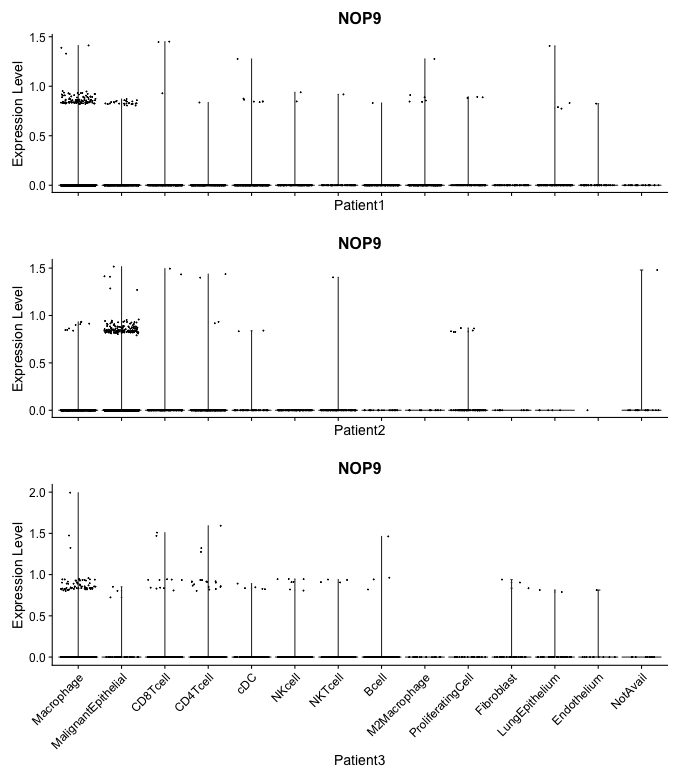 NOP9
Expression Level
1.5
1.0
0.5
0.0
Patient1
NOP9
Expression Level
1.5
1.0
0.5
0.0
Patient2
NOP9
Expression Level
2.0
1.5
1.0
0.5
0.0
Macrophage
MalignantEpithelial
CD8Tcell
CD4Tcell
cDC
NKcell
NKTcell
Bcell
M2Macrophage
ProliferatingCell
Fibroblast
LungEpithelium
Endothelium
NotAvail
Patient3